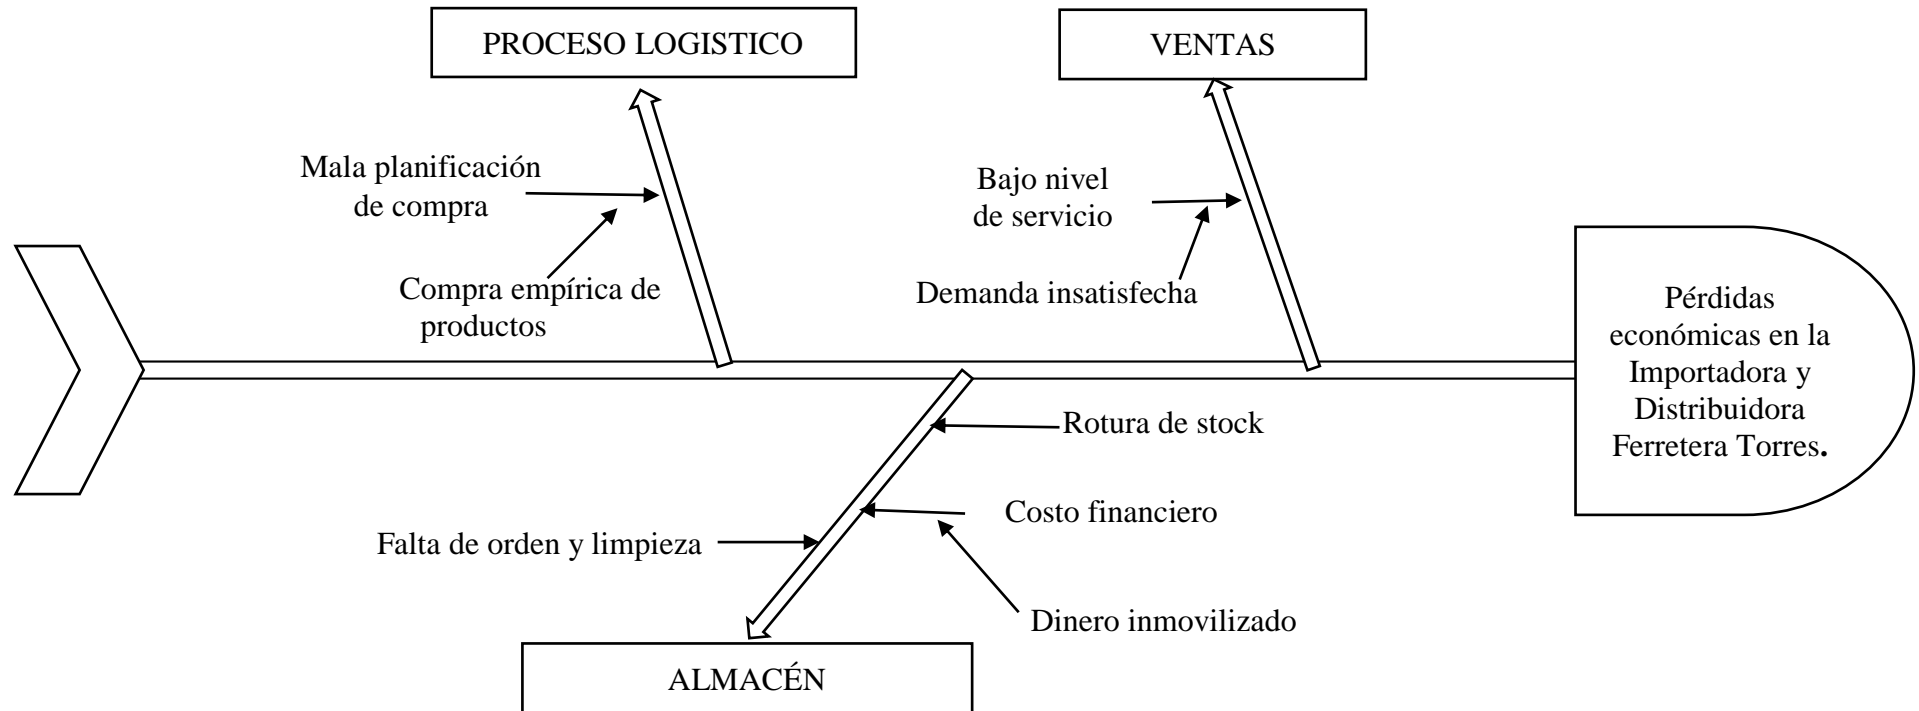 PROCESO LOGISTICO
VENTAS
Mala planificación
de compra
Compra empírica de
productos
Bajo nivel
de servicio
Demanda insatisfecha
Pérdidas
económicas en la
Importadora y
Distribuidora
Ferretera Torres.
Rotura de stock
Costo financiero
Falta de orden y limpieza
Dinero inmovilizado
ALMACÉN